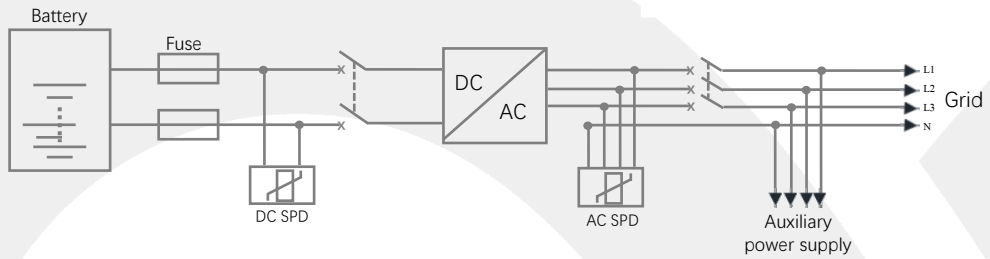 Battery
Fuse
DC
AC
L1
L2
L3
N
Grid
DC SPD
AC SPD
Auxiliary
power supply